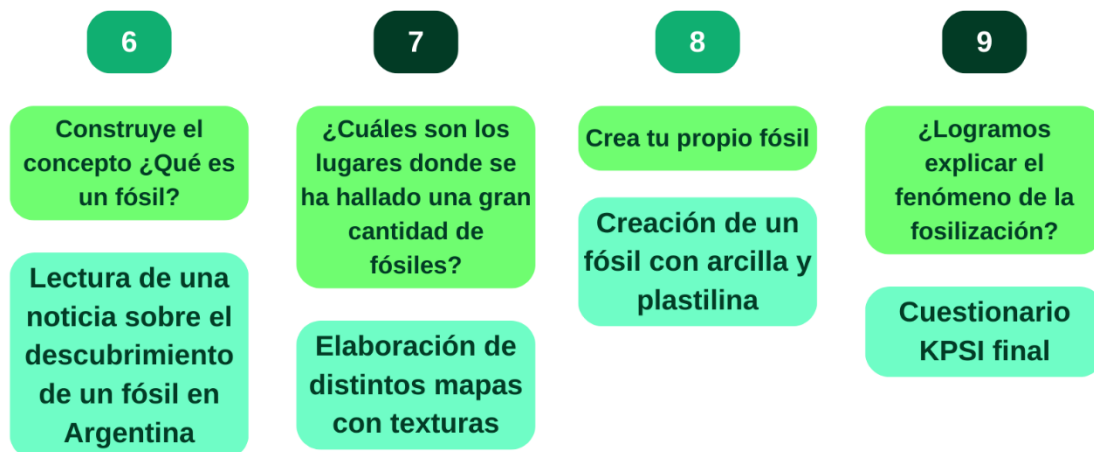 6
Construye el
concepto ¿Qué es
un fósil?
Lectura de una
noticia sobre el
descubrimiento
de un fósil en
Argentina
7
¿Cuáles son los
lugares donde se
ha hallado una gran
cantidad de
fósiles?
Elaboración de
distintos mapas
con texturas
8
Crea tu propio fósil
Creación de un
fósil con arcilla y
plastilina
9
¿Logramos
explicar el
fenómeno de la
fosilización?
Cuestionario
KPSI final